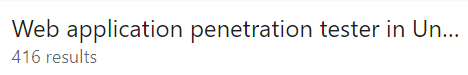 Web application penetration tester in Un...
416 results